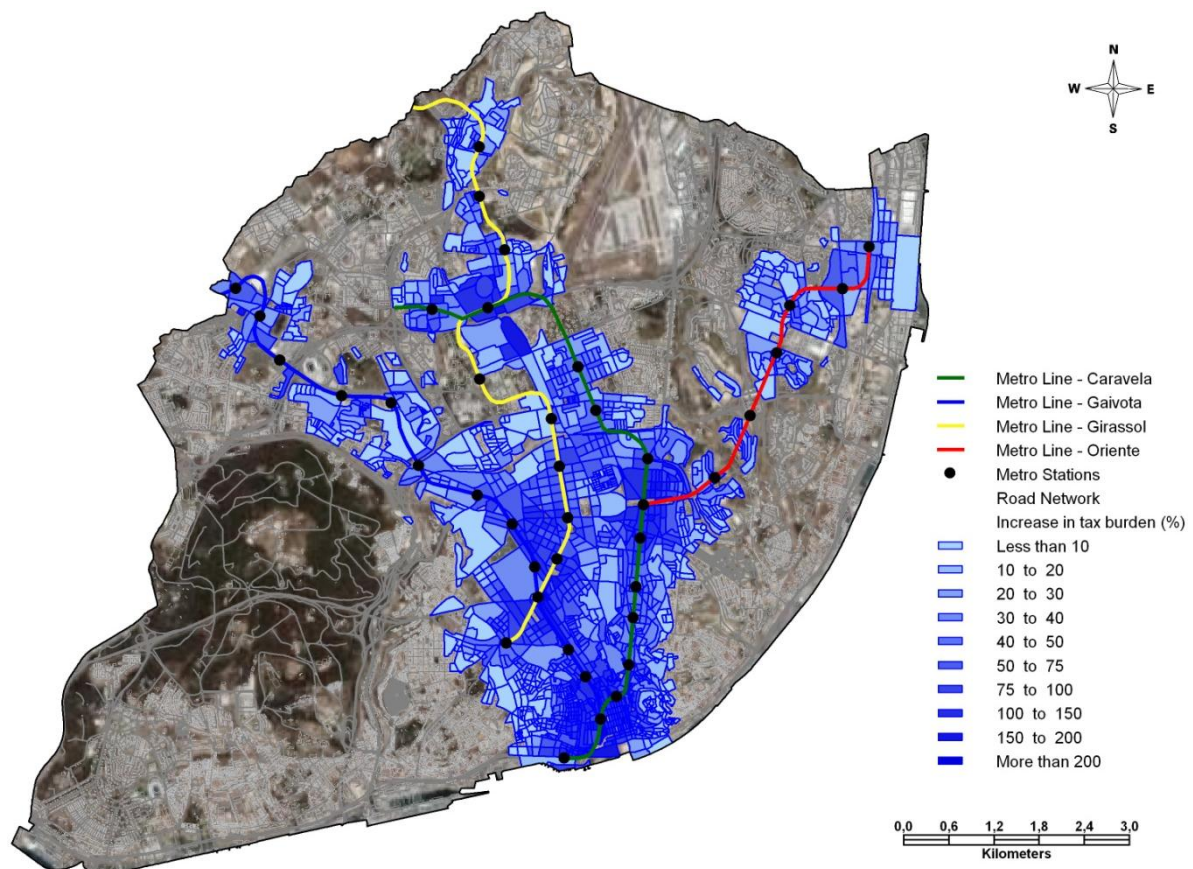 N
W E
S
Metro Line - Caravela
Metro Line - Gaivota
Metro Line - Girassol
Metro Line - Oriente
Metro Stations
Road Network
Increase in tax burden (%)
Less than 10
10 to 20
20 to 30
30 to 40
40 to 50
50 to 75
75 to 100
100 to 150
150 to 200
More than 200
0,0 0,6 1,2 1,8 2,4 3,0
Kilometers